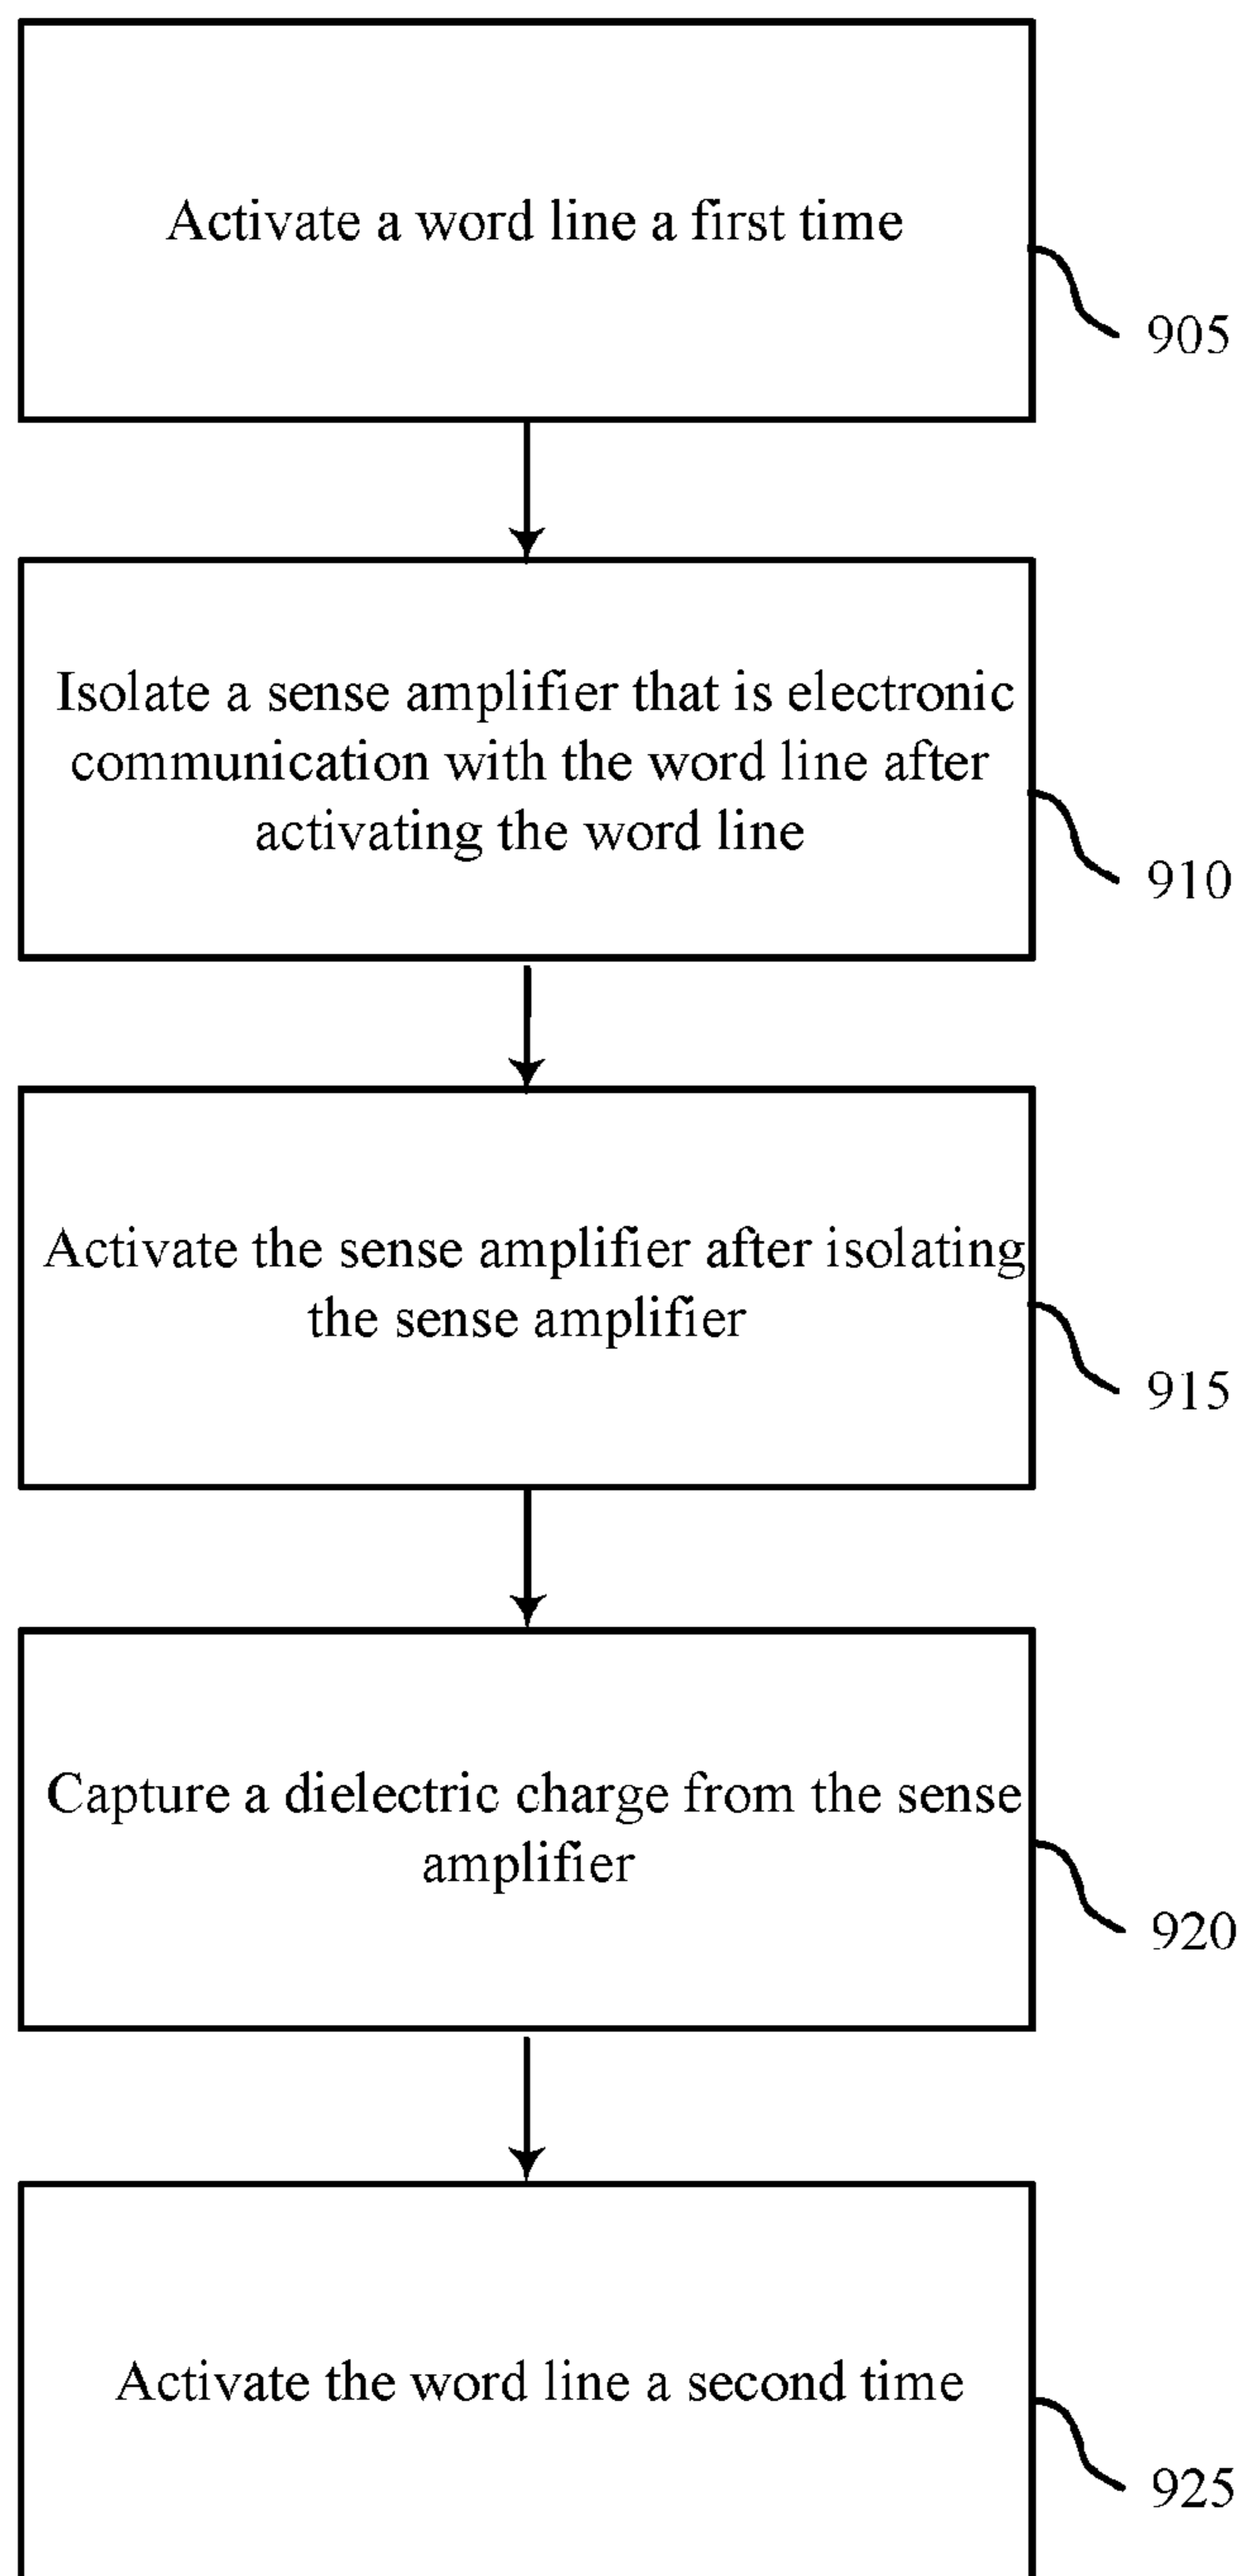 Activate a word line a first time
905
Isolate a sense amplifier that is electronic
communication with the word line after
activating the word line
910
Activate the sense amplifier after isolating
the sense amplifier
915
Capture a dielectric charge from the sense
amplifier
920
Activate the word line a second time
925